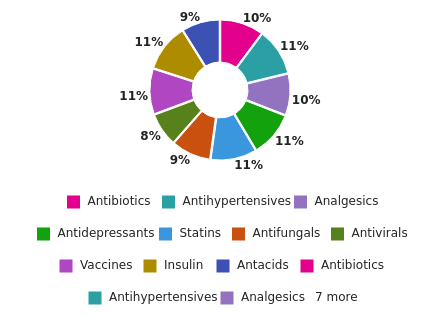 9% 10%
11% 11%
11% 10%
8% 11%
9% 11%
Antibiotics Antihypertensives Analgesics
Antidepressants Statins Antifungals Antivirals
Vaccines Insulin Antacids Antibiotics
Antihypertensives Analgesics 7 more